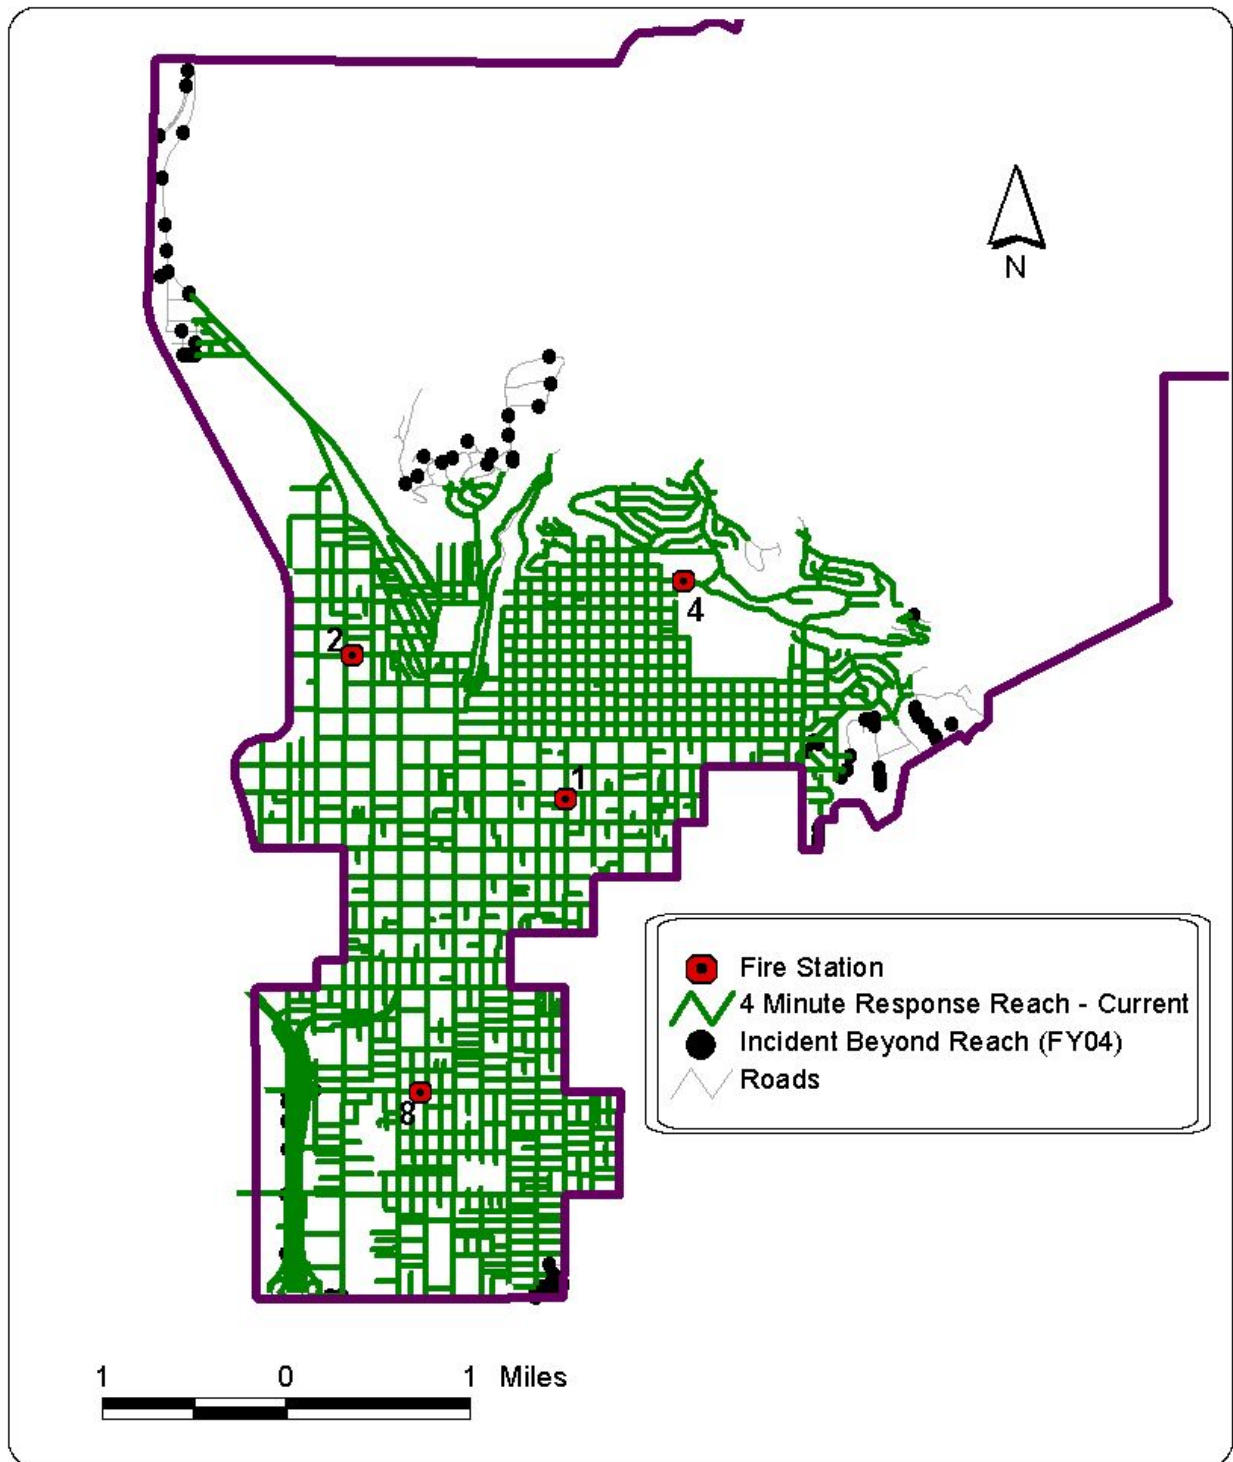 N
4
2
1
Fire Station
4 Minute Response Reach - Current
Incident Beyond Reach (FY04)
Roads
8
1 0 1 Miles